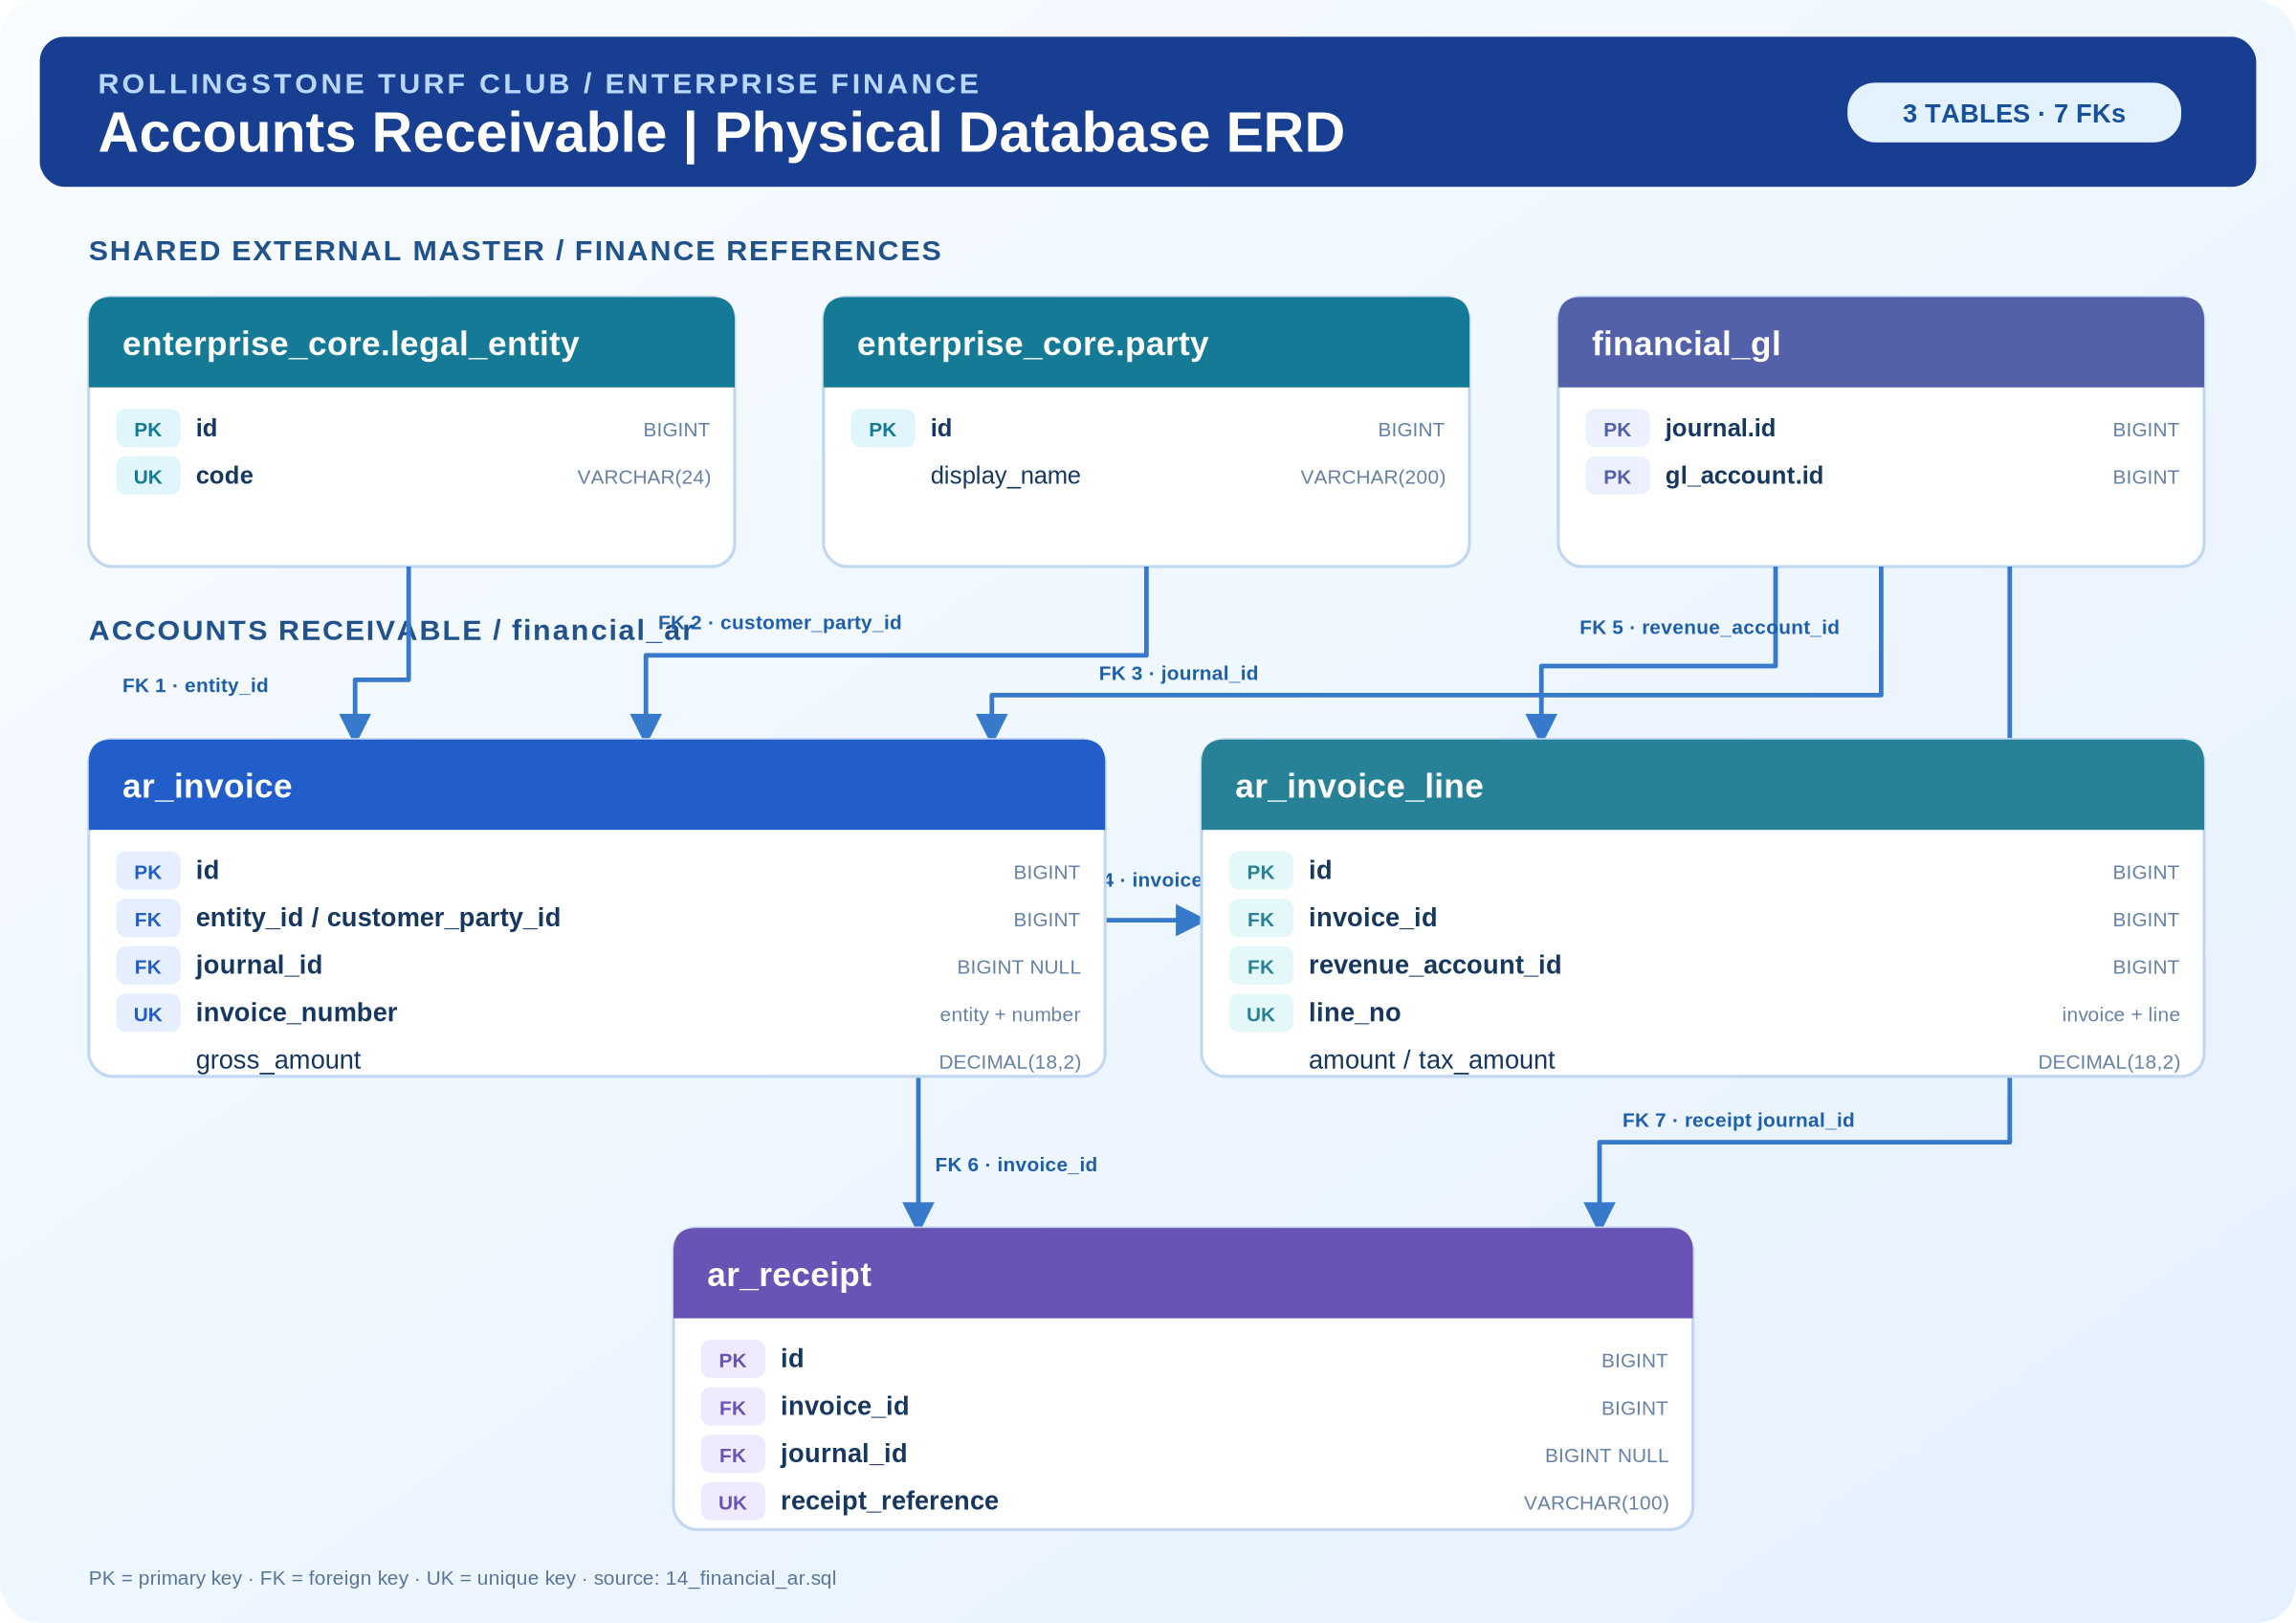 ROLLINGSTONE TURF CLUB / ENTERPRISE FINANCE
Accounts Receivable | Physical Database ERD
3 TABLES · 7 FKs
SHARED EXTERNAL MASTER / FINANCE REFERENCES
enterprise_core.legal_entity
PK id BIGINT
UK code VARCHAR(24)
enterprise_core.party
PK id BIGINT
display_name VARCHAR(200)
financial_gl
PK journal.id BIGINT
PK gl_account.id BIGINT
ACCOUNTS RECEIVABLE / financial_ar
FK 2 · customer_party_id
FK 5 · revenue_account_id
FK 3 · journal_id
FK 1 · entity_id
ar_invoice
PK id BIGINT
FK entity_id / customer_party_id BIGINT
FK journal_id BIGINT NULL
UK invoice_number entity + number
gross_amount DECIMAL(18,2)
4 · invoice
ar_invoice_line
PK id BIGINT
FK invoice_id BIGINT
FK revenue_account_id BIGINT
UK line_no invoice + line
amount / tax_amount DECIMAL(18,2)
FK 7 · receipt journal_id
FK 6 · invoice_id
ar_receipt
PK id BIGINT
FK invoice_id BIGINT
FK journal_id BIGINT NULL
UK receipt_reference VARCHAR(100)
PK = primary key · FK = foreign key · UK = unique key · source: 14_financial_ar.sql